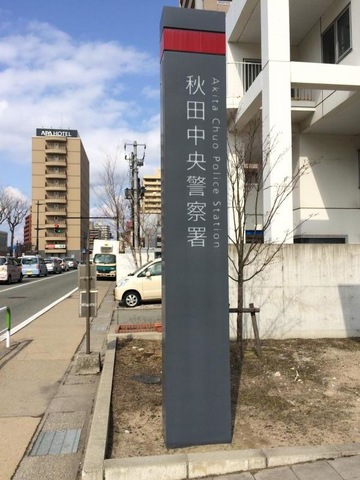 秋田中央警察署
Akita Chuo Police Station
APA HOTEL